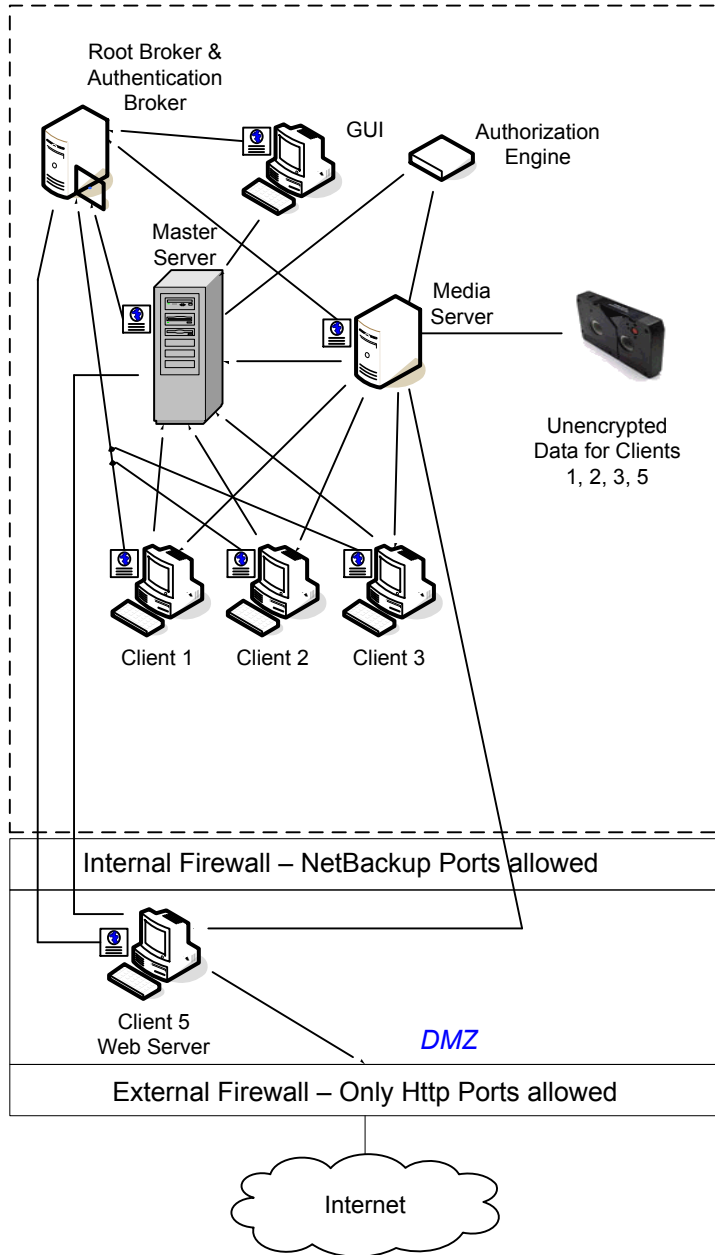 Root Broker &
Authentication
Broker
GUI
Authorization
Engine
Master
Server
Media
Server
Unencrypted
Data for Clients
1, 2, 3, 5
Client 1
Client 2
Client 3
Internal Firewall – NetBackup Ports allowed
Client 5
Web Server
DMZ
External Firewall – Only Http Ports allowed
Internet